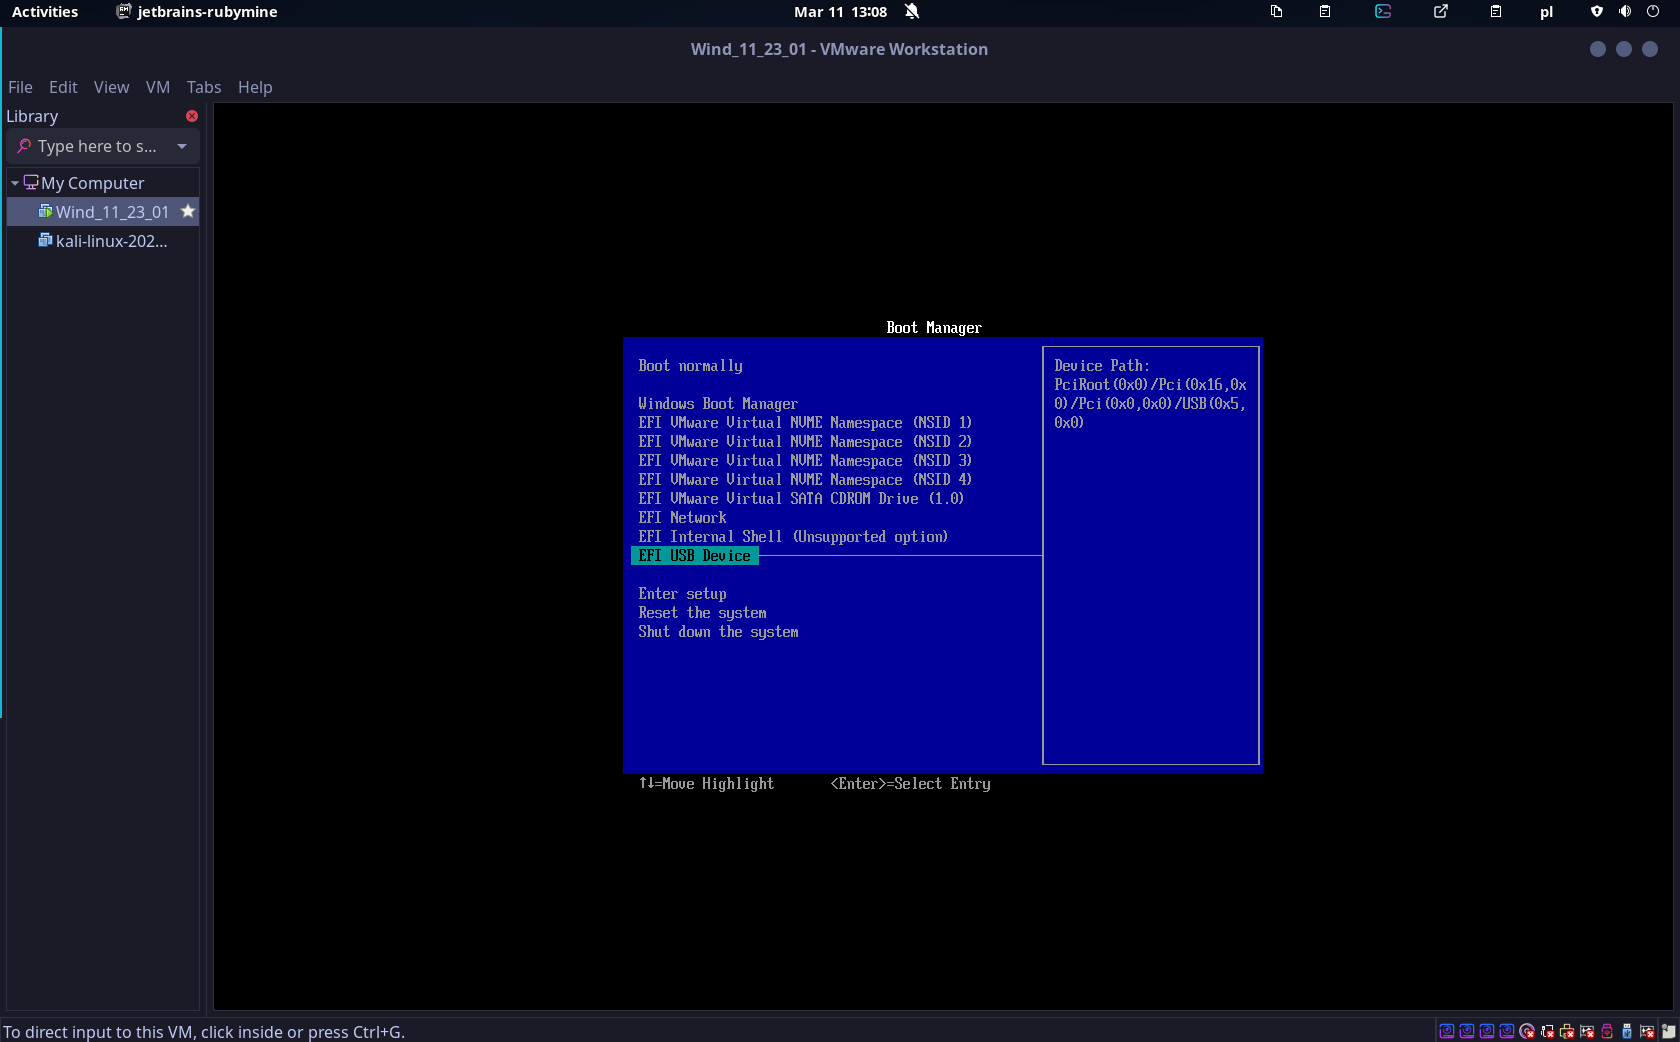 Activities
jetbrains-rubymine
Mar 11 13:08
pl
Wind_11_23_01 - VMware Workstation
File Edit View VM Tabs Help
Library
Type here to s...
My Computer
Wind_11_23_01
kali-linux-202...
Boot Manager
Boot normally
Windows Boot Manager
EFI VMware Virtual NVME Namespace (NSID 1)
EFI VMware Virtual NVME Namespace (NSID 2)
EFI VMware Virtual NVME Namespace (NSID 3)
EFI VMware Virtual NVME Namespace (NSID 4)
EFI VMware Virtual SATA CDROM Drive (1.0)
EFI Network
EFI Internal Shell (Unsupported option)
EFI USB Device
Enter setup
Reset the system
Shut down the system
Device Path:
PciRoot(0x0)/Pci(0x16,0x
0)/Pci(0x0,0x0)/USB(0x5,
0x0)
↑↓=Move Highlight
<Enter>=Select Entry
To direct input to this VM, click inside or press Ctrl+G.